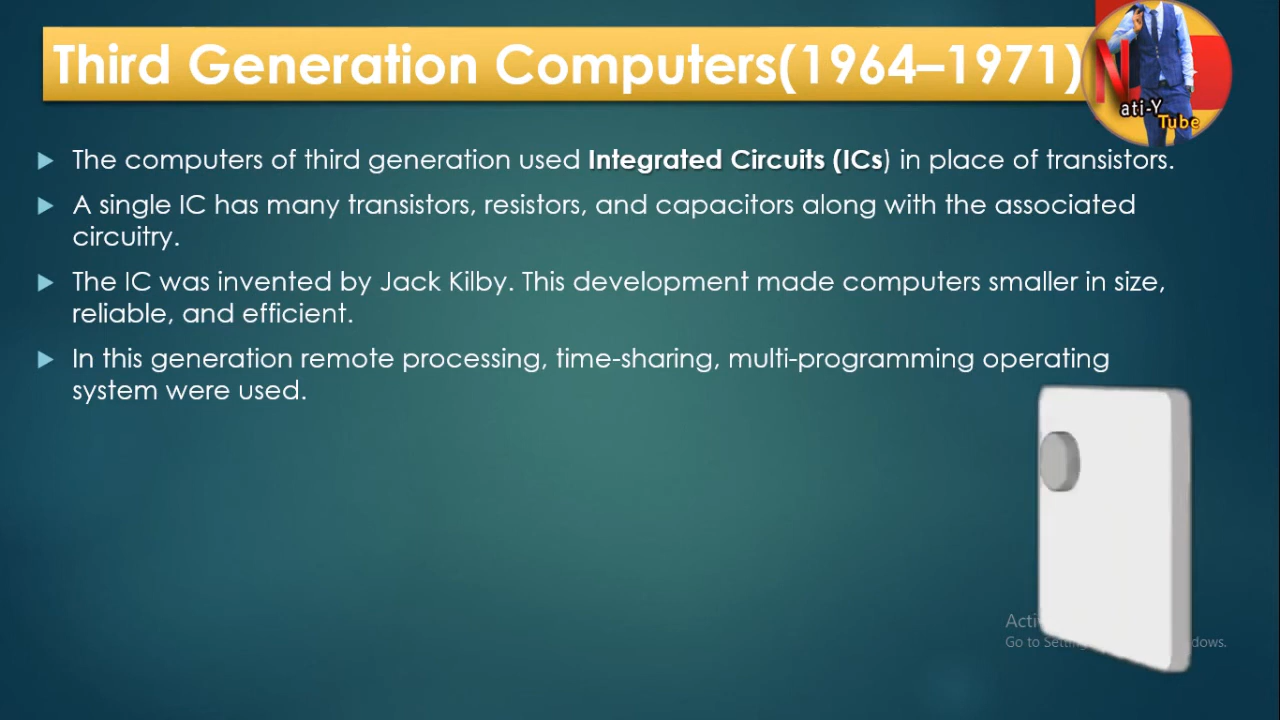 Third Generation Computers(1964–1971)
N
ati-Y
Tube
The computers of third generation used Integrated Circuits (ICs) in place of transistors.
A single IC has many transistors, resistors, and capacitors along with the associated
circuitry.
The IC was invented by Jack Kilby. This development made computers smaller in size,
reliable, and efficient.
In this generation remote processing, time-sharing, multi-programming operating
system were used.
Go to